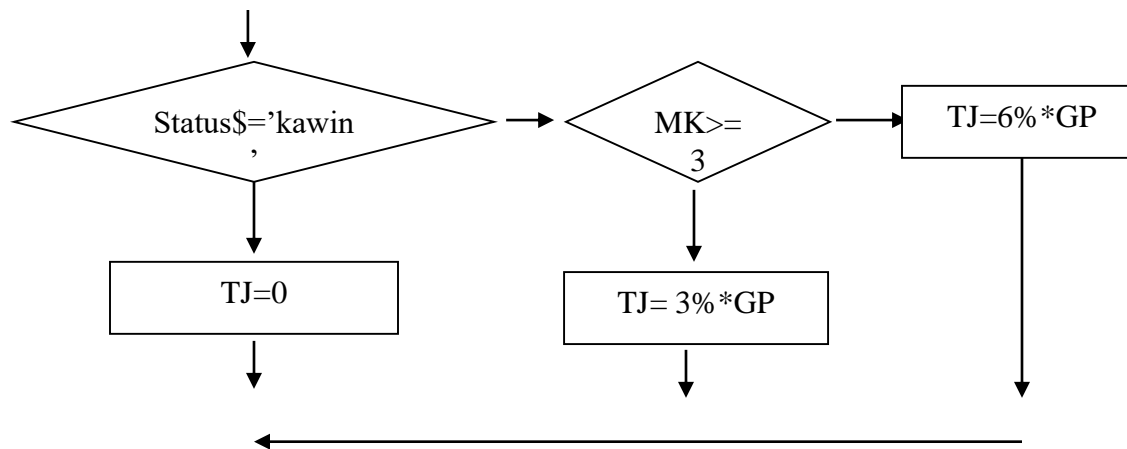 Status$=’kawin
’
MK>=
3
TJ=6%*GP
TJ=0
TJ= 3%*GP